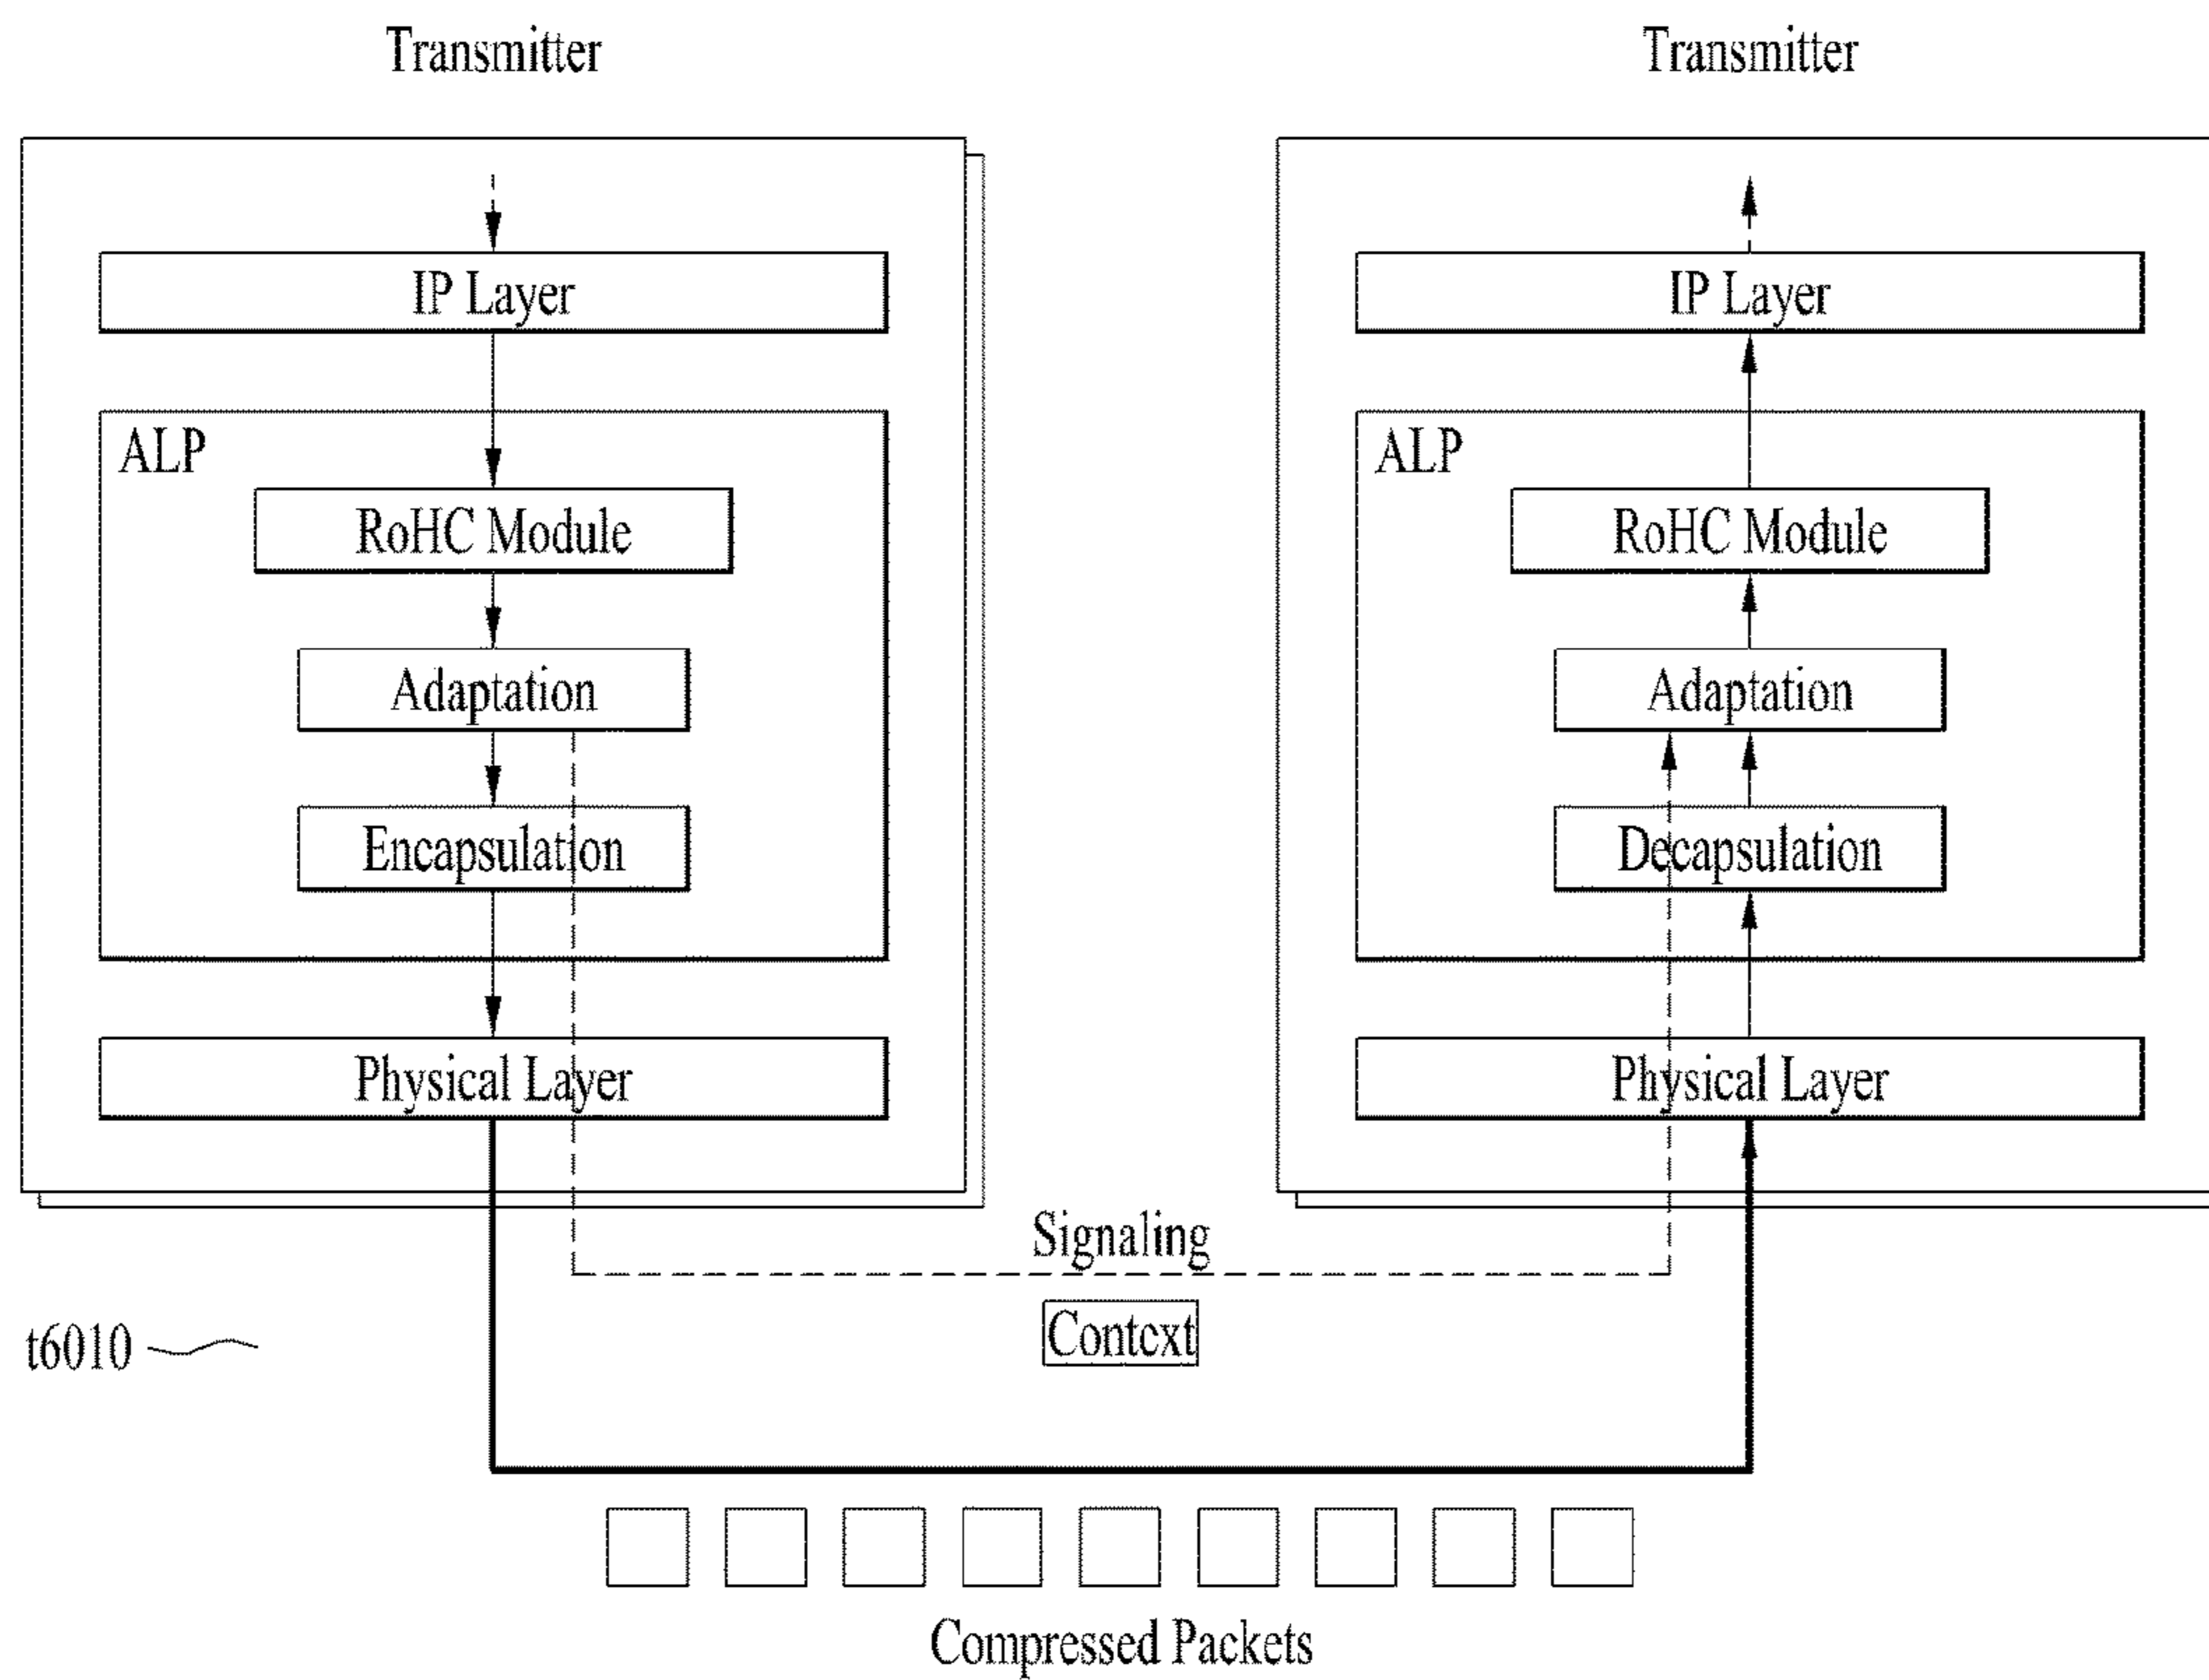 Transmitter
IP Layer
ALP
RoHC Module
Adaptation
Encapsulation
Physical Layer
Transmitter
IP Layer
ALP
RoHC Module
Adaptation
Decapsulation
Physical Layer
Signaling
Context
t6010
Compressed Packets